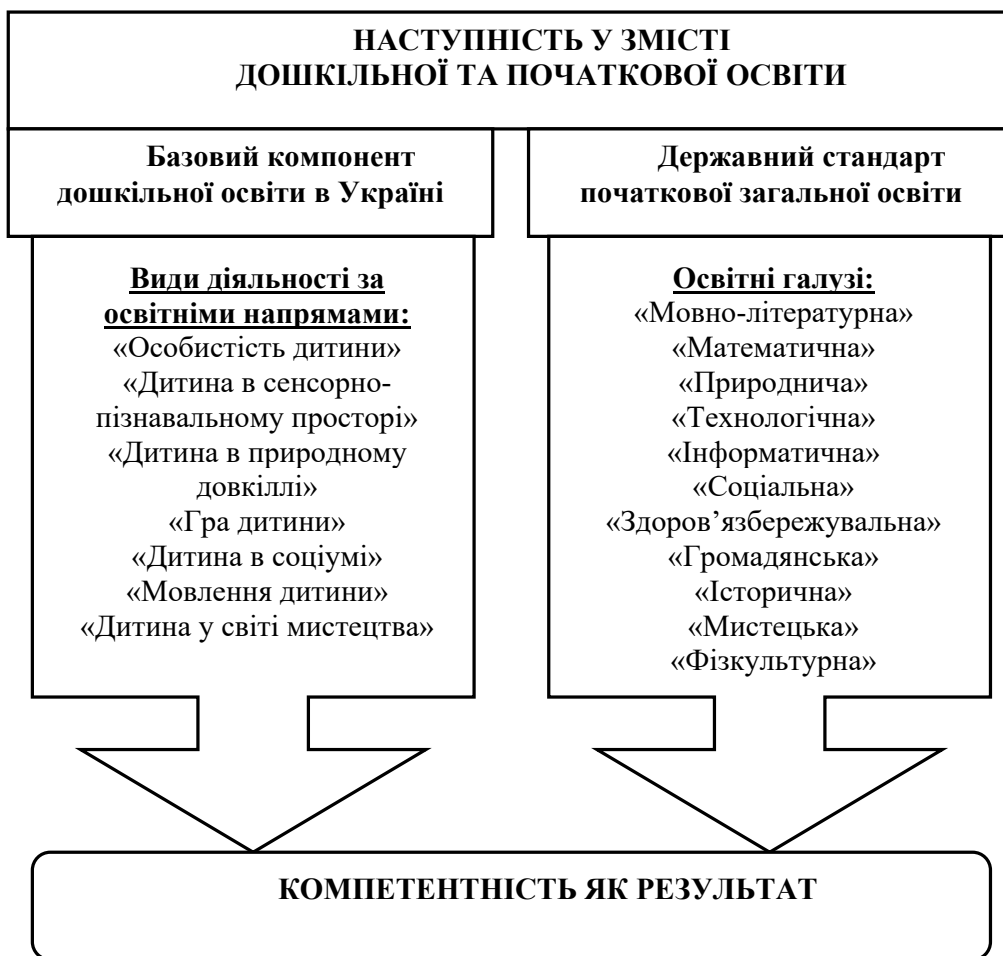 НАСТУПНІСТЬ У ЗМІСТІ
ДОШКІЛЬНОЇ ТА ПОЧАТКОВОЇ ОСВІТИ
Базовий компонент
дошкільної освіти в Україні
Державний стандарт
початкової загальної освіти
Види діяльності за
освітніми напрямами:
«Особистість дитини»
«Дитина в сенсорно-
пізнавальному просторі»
«Дитина в природному
довкіллі»
«Гра дитини»
«Дитина в соціумі»
«Мовлення дитини»
«Дитина у світі мистецтва»
Освітні галузі:
«Мовно-літературна»
«Математична»
«Природнича»
«Технологічна»
«Інформатична»
«Соціальна»
«Здоров’язбережувальна»
«Громадянська»
«Історична»
«Мистецька»
«Фізкультурна»
КОМПЕТЕНТНІСТЬ ЯК РЕЗУЛЬТАТ